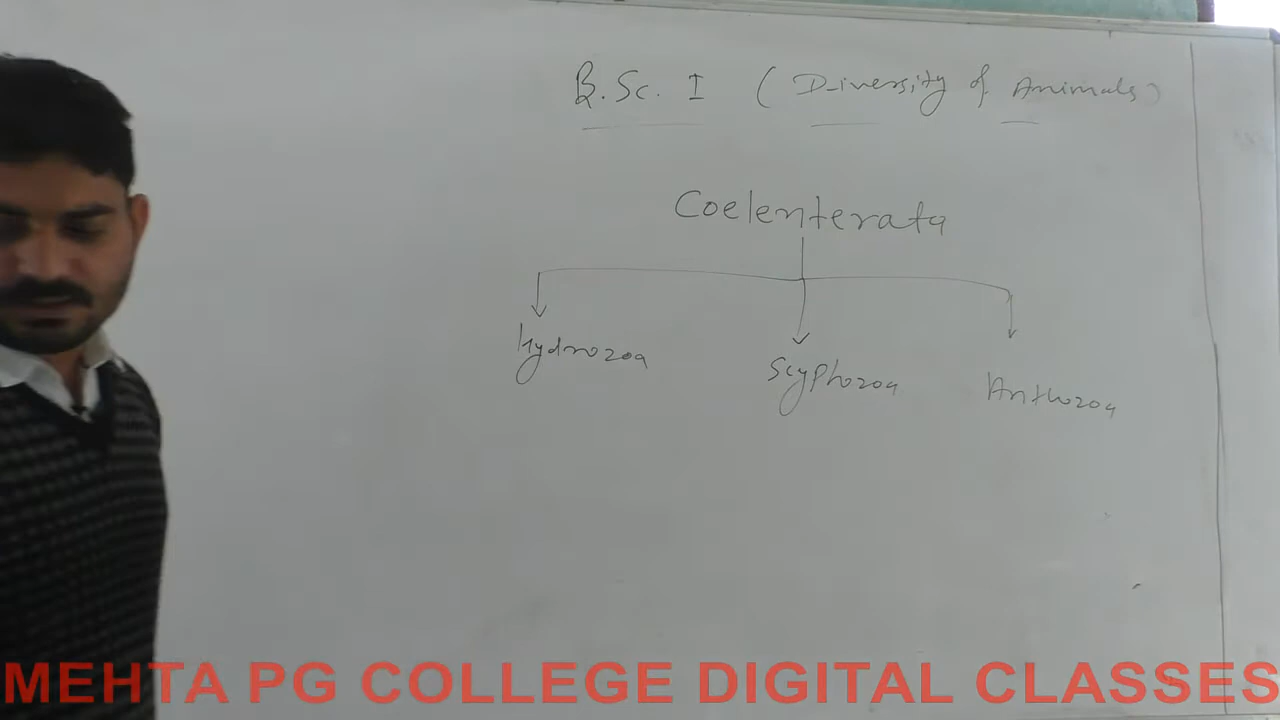 B.Sc. I (Diversity of Animals)
Coelenterata
Hydrozoa Scyphozoa Anthozoa
MEHTA PG COLLEGE DIGITAL CLASSES